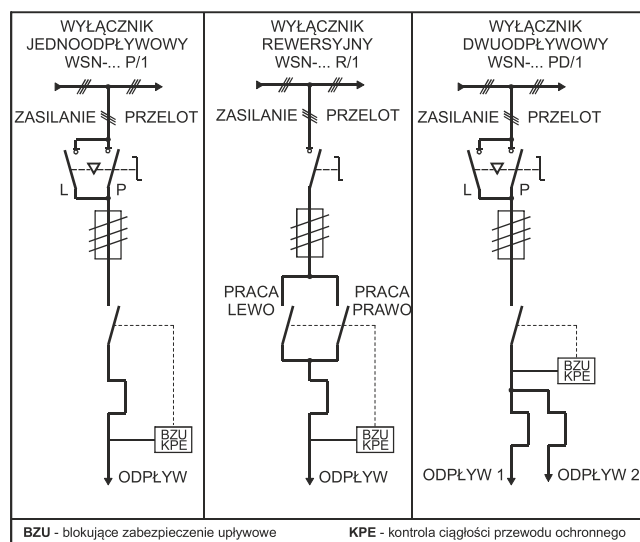 WYŁĄCZNIK
JEDNOODPŁYWOWY
WSN-... P/1
ZASILANIE
PRZELOT
L
P
BZU
KPE
ODPŁYW
WYŁĄCZNIK
REWERSYJNY
WSN-... R/1
ZASILANIE
PRZELOT
PRACA
LEWO
PRACA
PRAWO
BZU
KPE
ODPŁYW
WYŁĄCZNIK
DWUODPŁYWOWY
WSN-... PD/1
ZASILANIE
PRZELOT
L
P
BZU
KPE
ODPŁYW 1
ODPŁYW 2
BZU - blokujące zabezpieczenie upływowe
KPE - kontrola ciągłości przewodu ochronnego